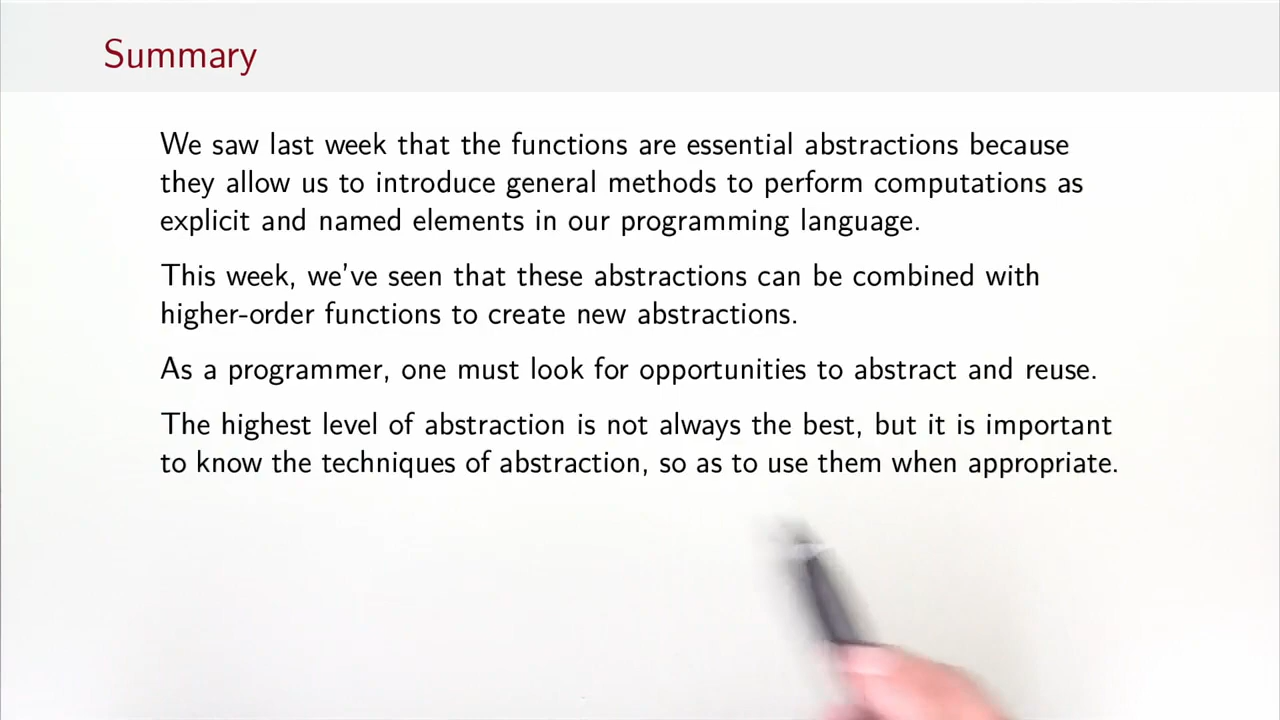 Summary
We saw last week that the functions are essential abstractions because
they allow us to introduce general methods to perform computations as
explicit and named elements in our programming language.
This week, we've seen that these abstractions can be combined with
higher-order functions to create new abstractions.
As a programmer, one must look for opportunities to abstract and reuse.
The highest level of abstraction is not always the best, but it is important
to know the techniques of abstraction, so as to use them when appropriate.